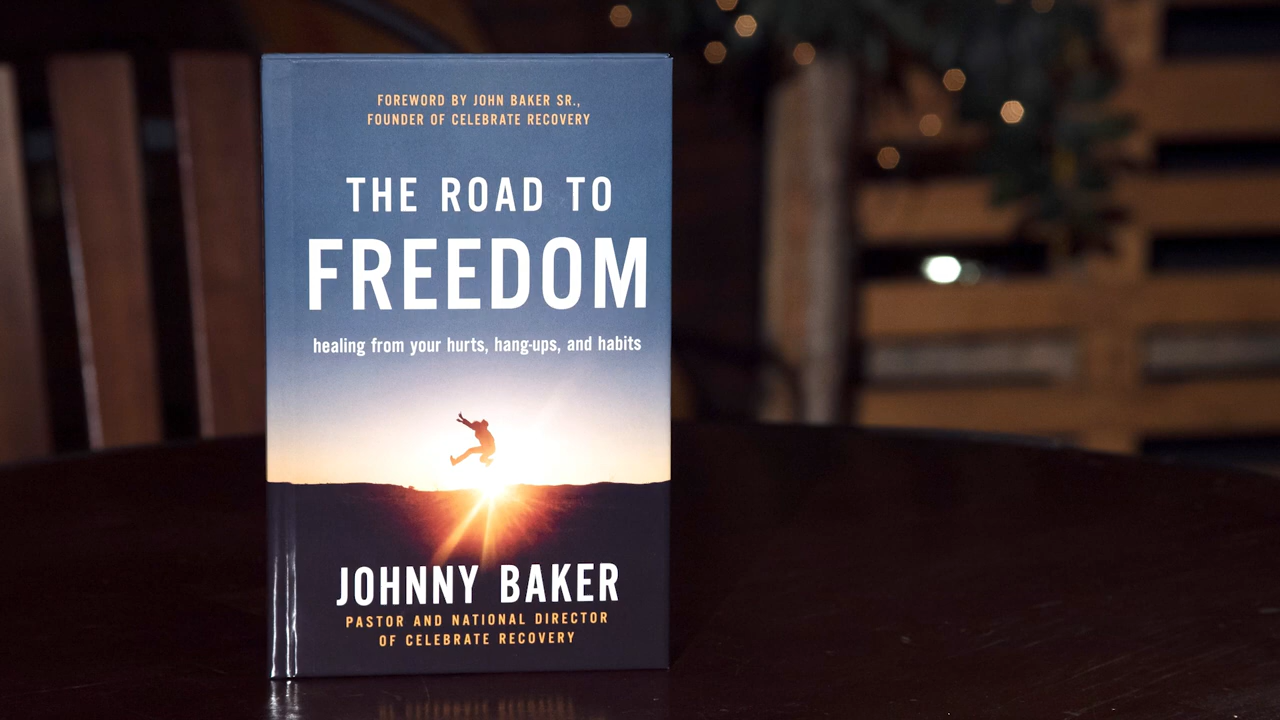 FOREWORD BY JOHN BAKER SR.,
FOUNDER OF CELEBRATE RECOVERY
THE ROAD TO
FREEDOM
healing from your hurts, hang-ups, and habits
JOHNNY BAKER
PASTOR AND NATIONAL DIRECTOR
OF CELEBRATE RECOVERY